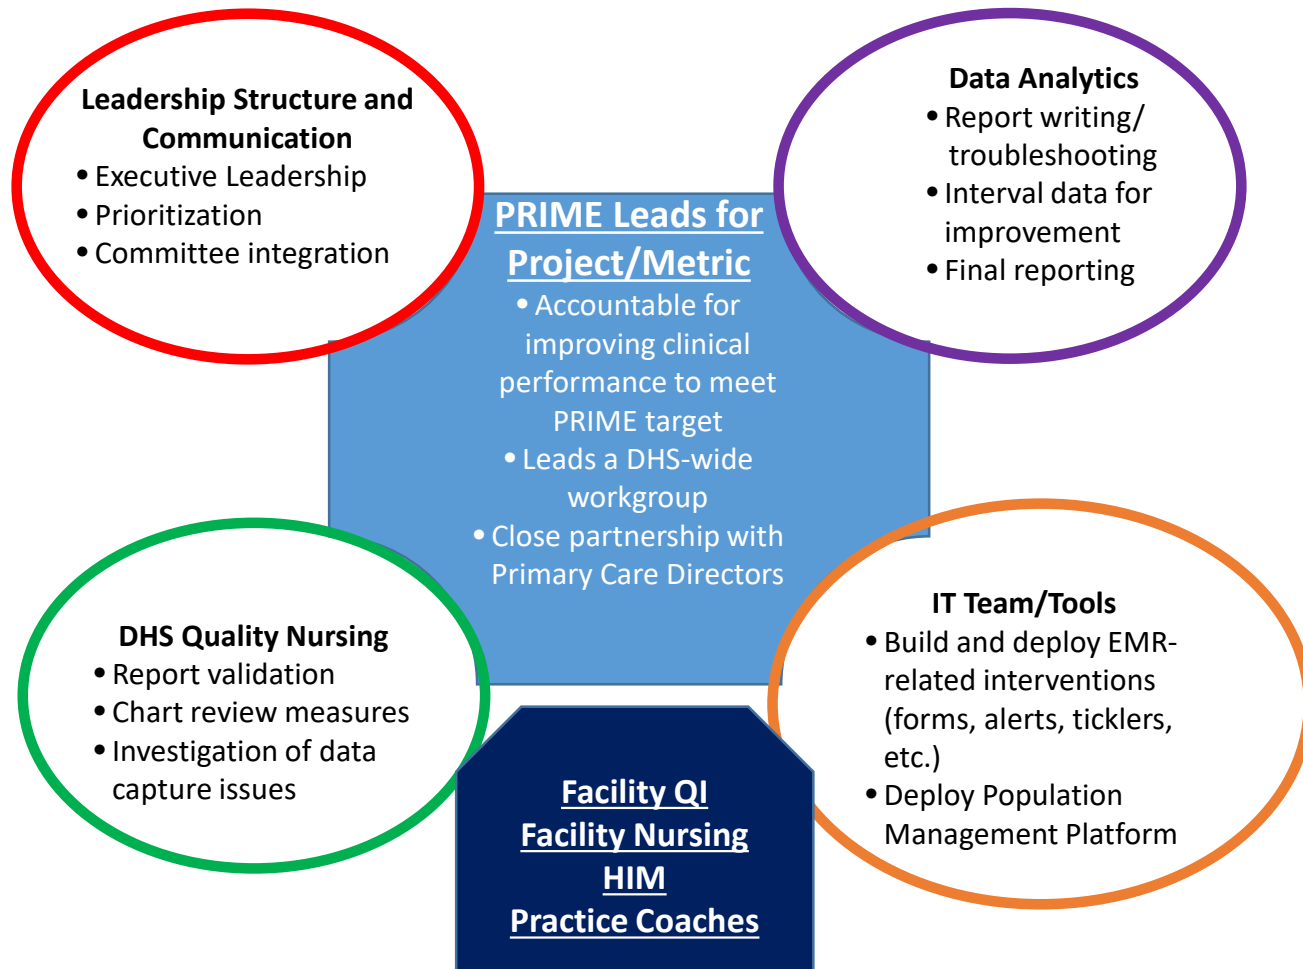 Leadership Structure and
Communication
• Executive Leadership
• Prioritization
• Committee integration
Data Analytics
• Report writing/
troubleshooting
• Interval data for
improvement
• Final reporting
PRIME Leads for
Project/Metric
• Accountable for
improving clinical
performance to meet
PRIME target
• Leads a DHS-wide
workgroup
• Close partnership with
Primary Care Directors
DHS Quality Nursing
• Report validation
• Chart review measures
• Investigation of data
capture issues
IT Team/Tools
• Build and deploy EMR-
related interventions
(forms, alerts, ticklers,
etc.)
• Deploy Population
Management Platform
Facility QI
Facility Nursing
HIM
Practice Coaches